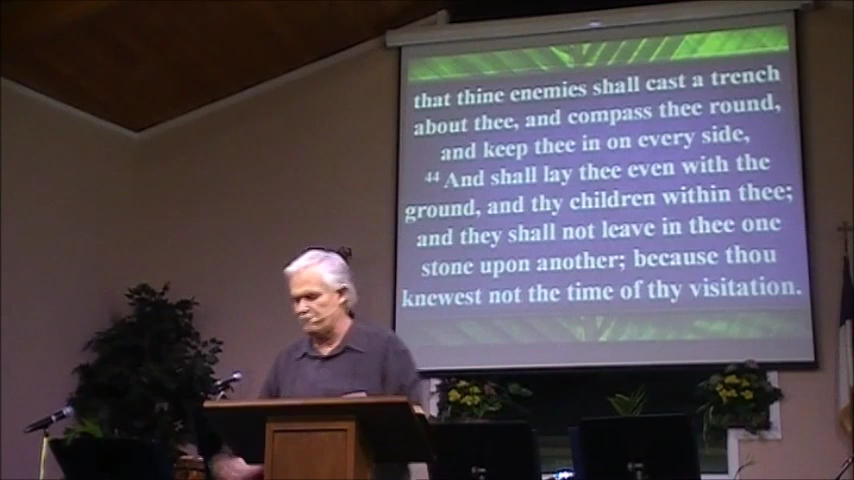 that thine enemies shall cast a trench
about thee, and compass thee round,
and keep thee in on every side,
44 And shall lay thee even with the
ground, and thy children within thee;
and they shall not leave in thee one
stone upon another; because thou
knewest not the time of thy visitation.